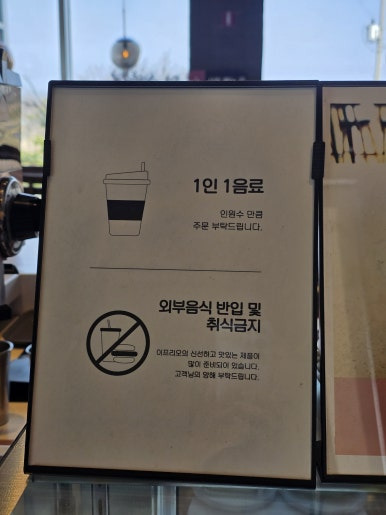 1인 1음료
인원수 만큼
주문 부탁드립니다.
외부음식 반입 및
취식금지
이프리모의 신선하고 맛있는 제품이
많이 준비되어 있습니다.
고객님의 양해 부탁드립니다.